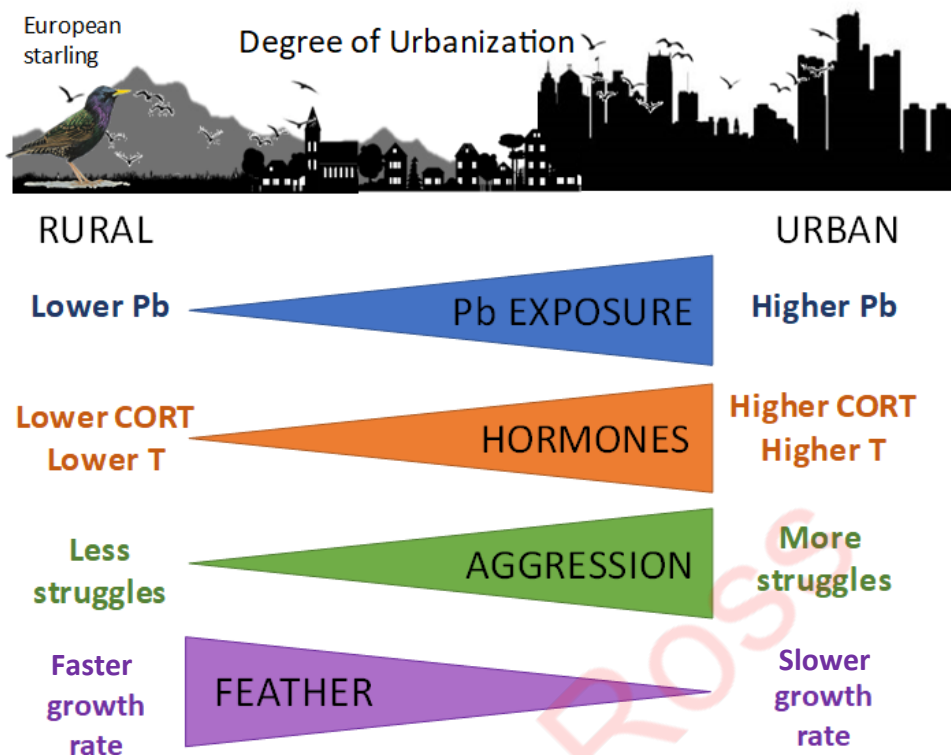 European
starling
Degree of Urbanization
RURAL
URBAN
Lower Pb
Pb EXPOSURE
Higher Pb
Lower CORT
Lower T
HORMONES
Higher CORT
Higher T
Less
struggles
AGGRESSION
More
struggles
Faster
growth
rate
FEATHER
Slower
growth
rate
Ross